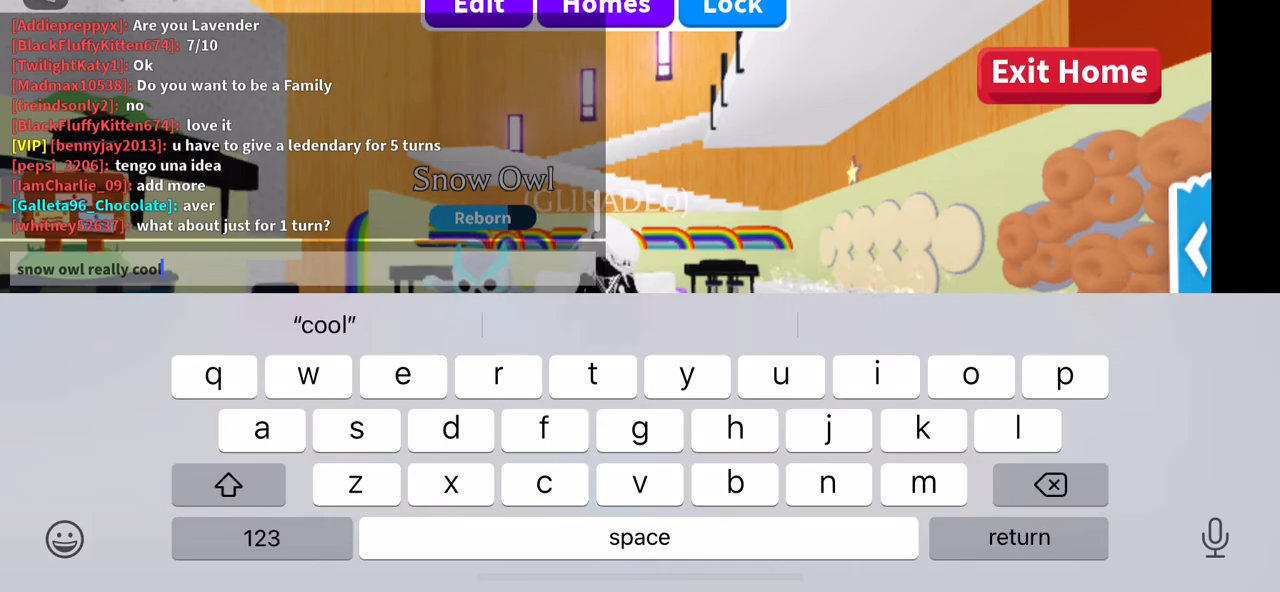 Edit Homes Lock
[Addiepreppyx]: Are you Lavender
[BlackFluffyKitten674]: 7/10
[TwilightKaty1]: Ok
[Madmax10538]: Do you want to be a Family
[freindsonly2]: no
[BlackFluffyKitten674]: love it
[VIP] [bennyjay2013]: u have to give a ledendary for 5 turns
[pepsi_3206]: tengo una idea
[IamCharlie_09]: add more
[Galleta96_Chocolate]: aver
what about just for 1 turn?
Exit Home
Snow Owl
Reborn
snow owl really cool
“cool”
q w e r t y u i o p
a s d f g h j k l
z x c v b n m
123 space return